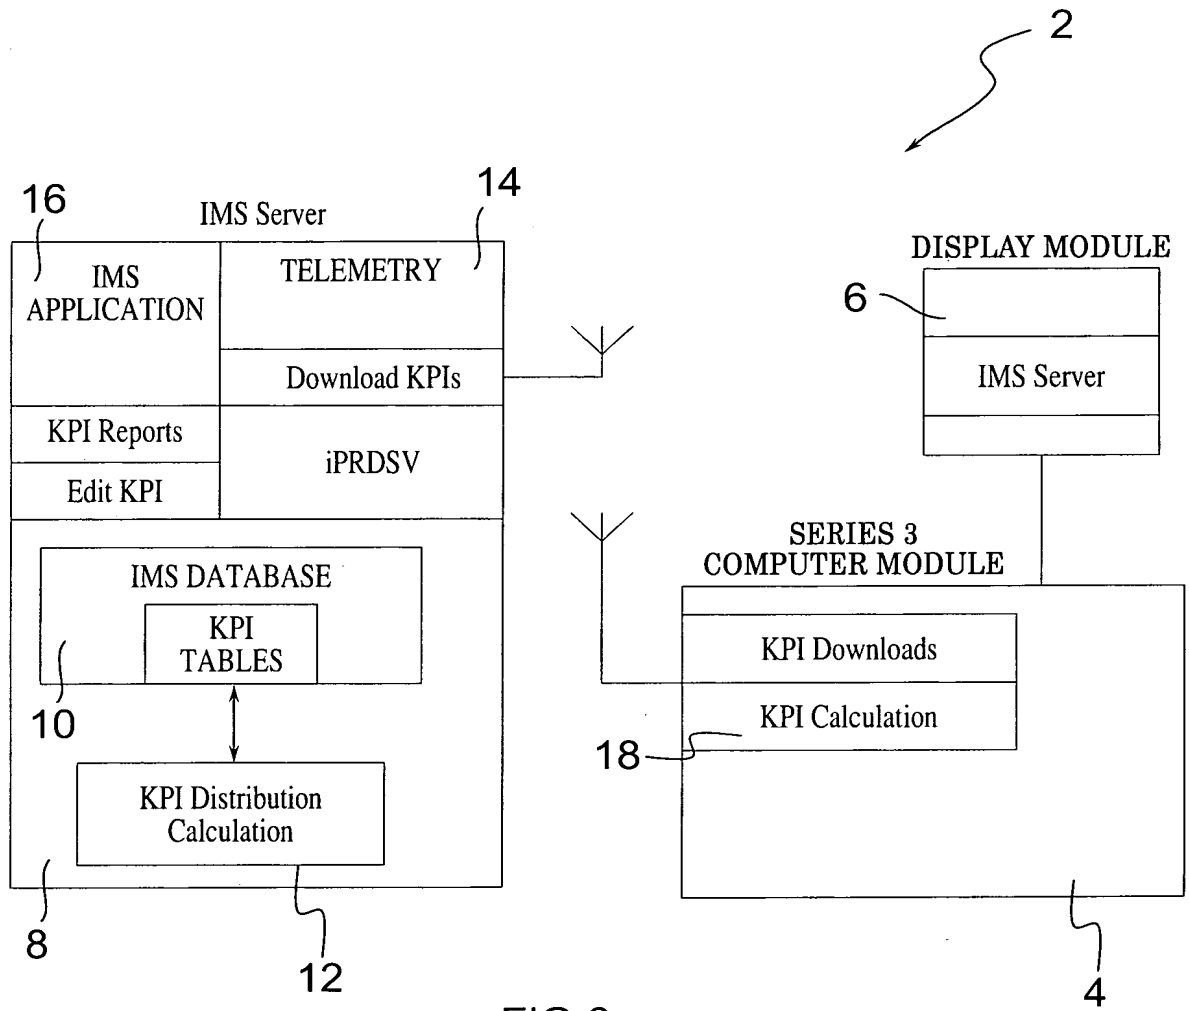 2
16
IMS Server
14
IMS
APPLICATION
TELEMETRY
Download KPIs
KPI Reports
Edit KPI
iPRDSV
IMS DATABASE
KPI
TABLES
10
KPI Distribution
Calculation
8
12
DISPLAY MODULE
6
IMS Server
SERIES 3
COMPUTER MODULE
KPI Downloads
KPI Calculation
18
4